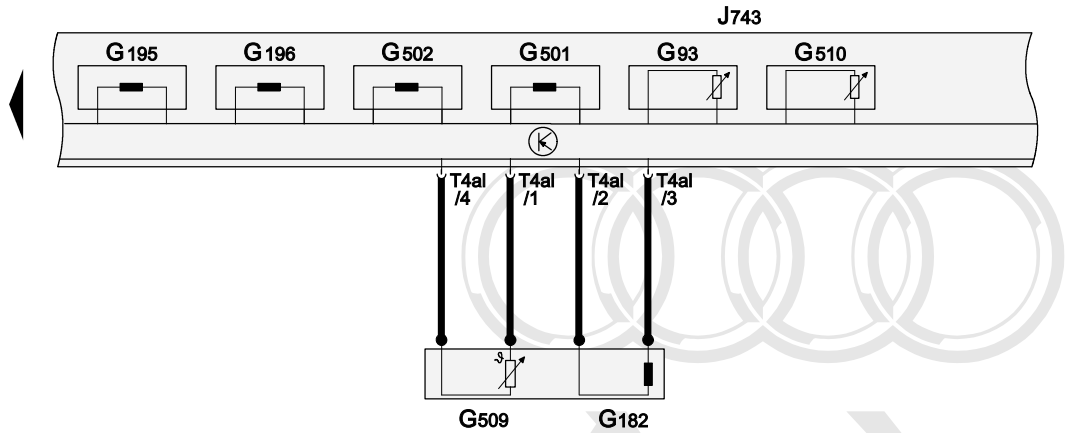 J743
G195 G196 G502 G501 G93 G510
T4al T4al T4al T4al
/4 /1 /2 /3
ϑ
G509 G182